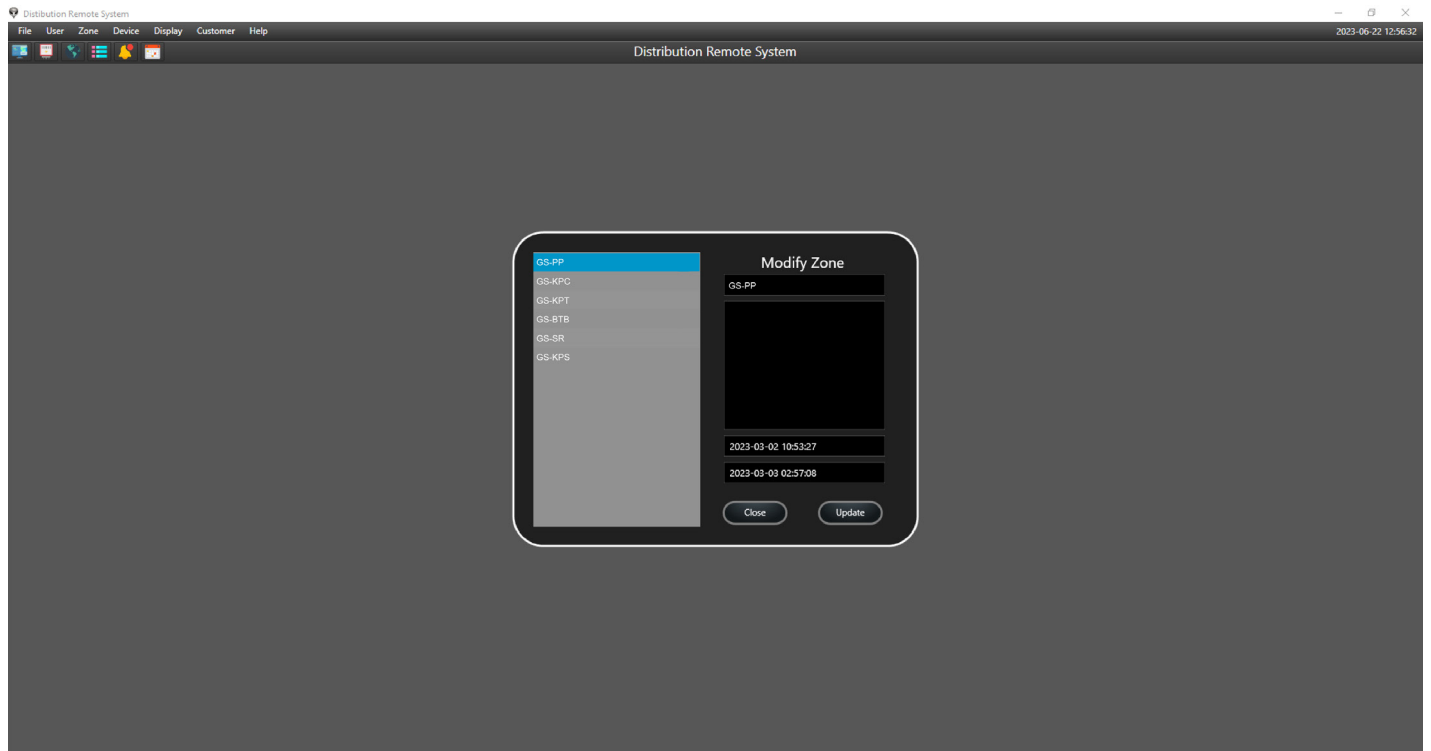 Distibution Remote System
File User Zone Device Display Customer Help
2023-06-22 12:56:32
Distribution Remote System
GS-PP
GS-KPC
GS-KPT
GS-BTB
GS-SR
GS-KPS
Modify Zone
GS-PP
2023-03-02 10:53:27
2023-03-03 02:57:08
Close Update